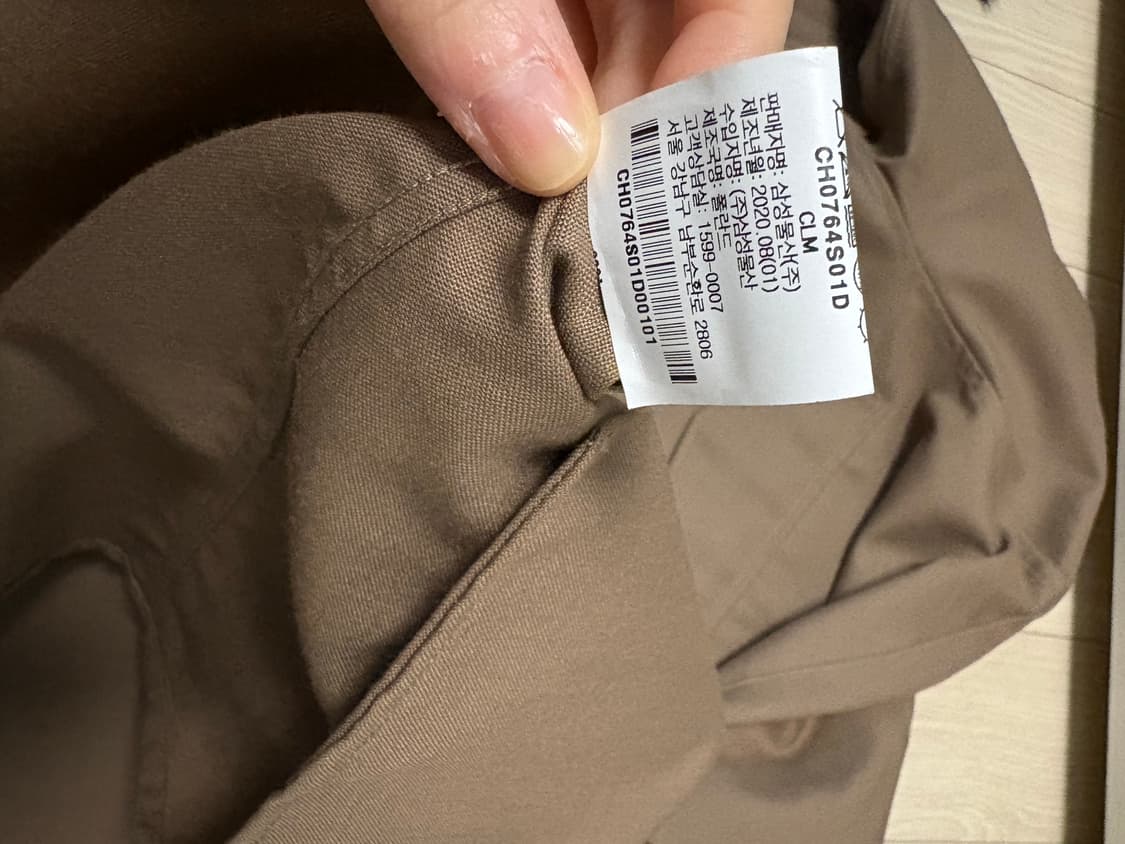 CH0764S01D
CLM
판매자명: 삼성물산(주)
제조년월: 2020.08(01)
수입자명: (주)삼성물산
제조국명: 폴란드
고객상담실: 1599-0007
서울 강남구 남부순환로 2806
CH0764S01D00101